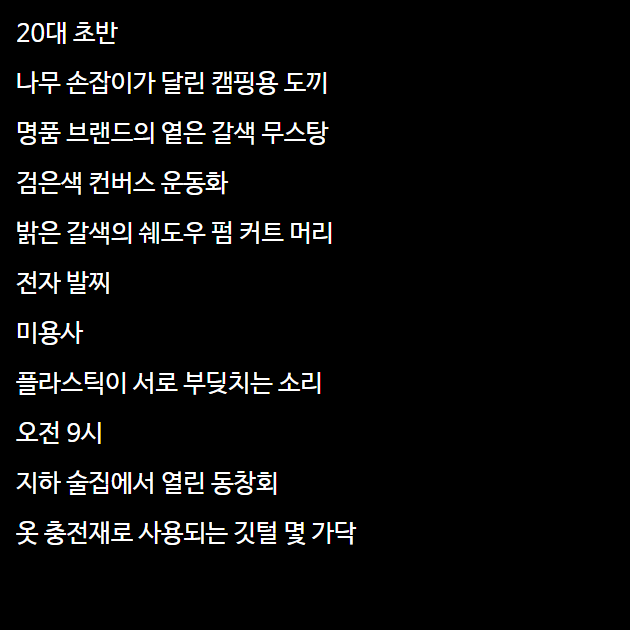 20대 초반
나무 손잡이가 달린 캠핑용 도끼
명품 브랜드의 옅은 갈색 무스탕
검은색 컨버스 운동화
밝은 갈색의 쉐도우 펌 커트 머리
전자 발찌
미용사
플라스틱이 서로 부딪치는 소리
오전 9시
지하 술집에서 열린 동창회
옷 충전재로 사용되는 깃털 몇 가닥